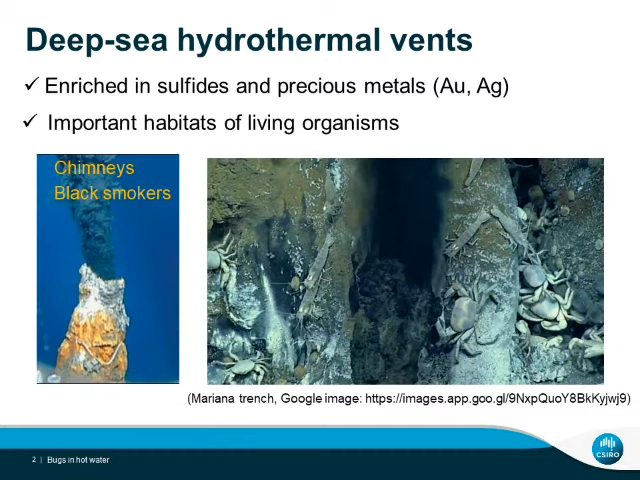 Deep-sea hydrothermal vents
✓ Enriched in sulfides and precious metals (Au, Ag)
✓ Important habitats of living organisms
Chimneys
Black smokers
(Mariana trench, Google image: https://images.app.goo.gl/9NxpQuoY8BkKyjwj9)
2 | Bugs in hot water
CSIRO